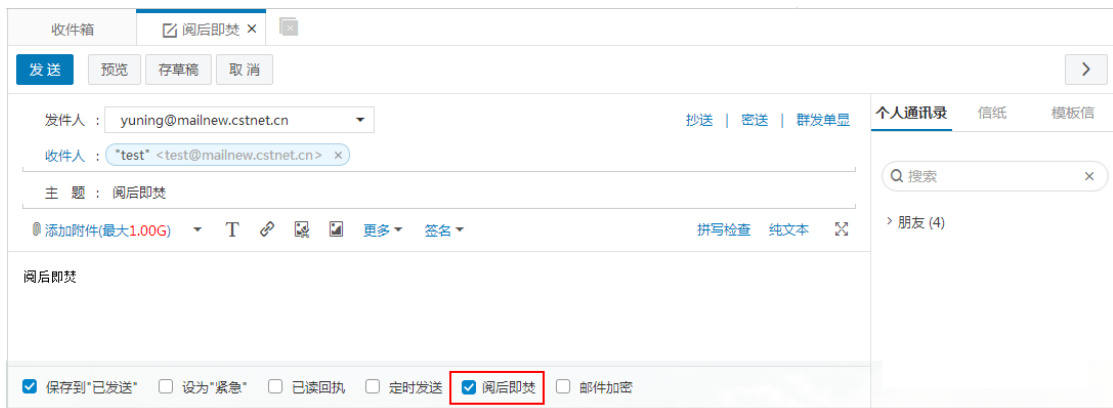 收件箱 阅后即焚 ×
发送 预览 存草稿 取消
发件人 : yuning@mailnew.cstnet.cn 抄送 | 密送 | 群发单显
收件人 : "test" <test@mailnew.cstnet.cn> ×
主 题 : 阅后即焚
添加附件(最大1.00G) T 更多 签名 拼写检查 纯文本
阅后即焚
保存到"已发送" 设为"紧急" 已读回执 定时发送 阅后即焚 邮件加密
个人通讯录 信纸 模板信
搜索 ×
> 朋友 (4)